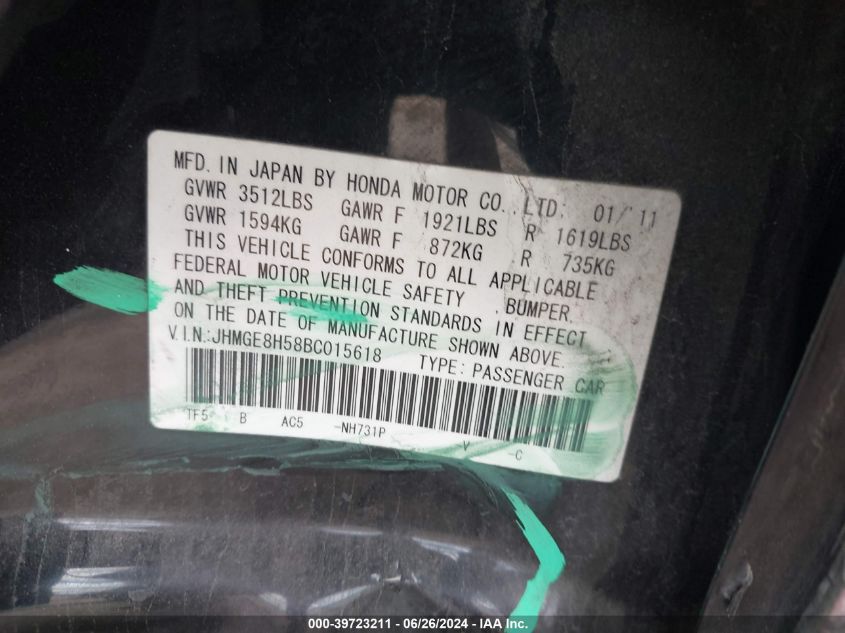 MFD. IN JAPAN BY HONDA MOTOR CO., LTD. 01/'11
GVWR 3512LBS GAWR F 1921LBS R 1619LBS
GVWR 1594KG GAWR F 872KG R 735KG
THIS VEHICLE CONFORMS TO ALL APPLICABLE
FEDERAL MOTOR VEHICLE SAFETY , BUMPER,
AND THEFT PREVENTION STANDARDS IN EFFECT
ON THE DATE OF MANUFACTURE SHOWN ABOVE.
V.I.N.:JHMGE8H58BC015618 TYPE:PASSENGER CAR
TF5 B AC5 -NH731P V -C
000-39723211 - 06/26/2024 - IAA Inc.